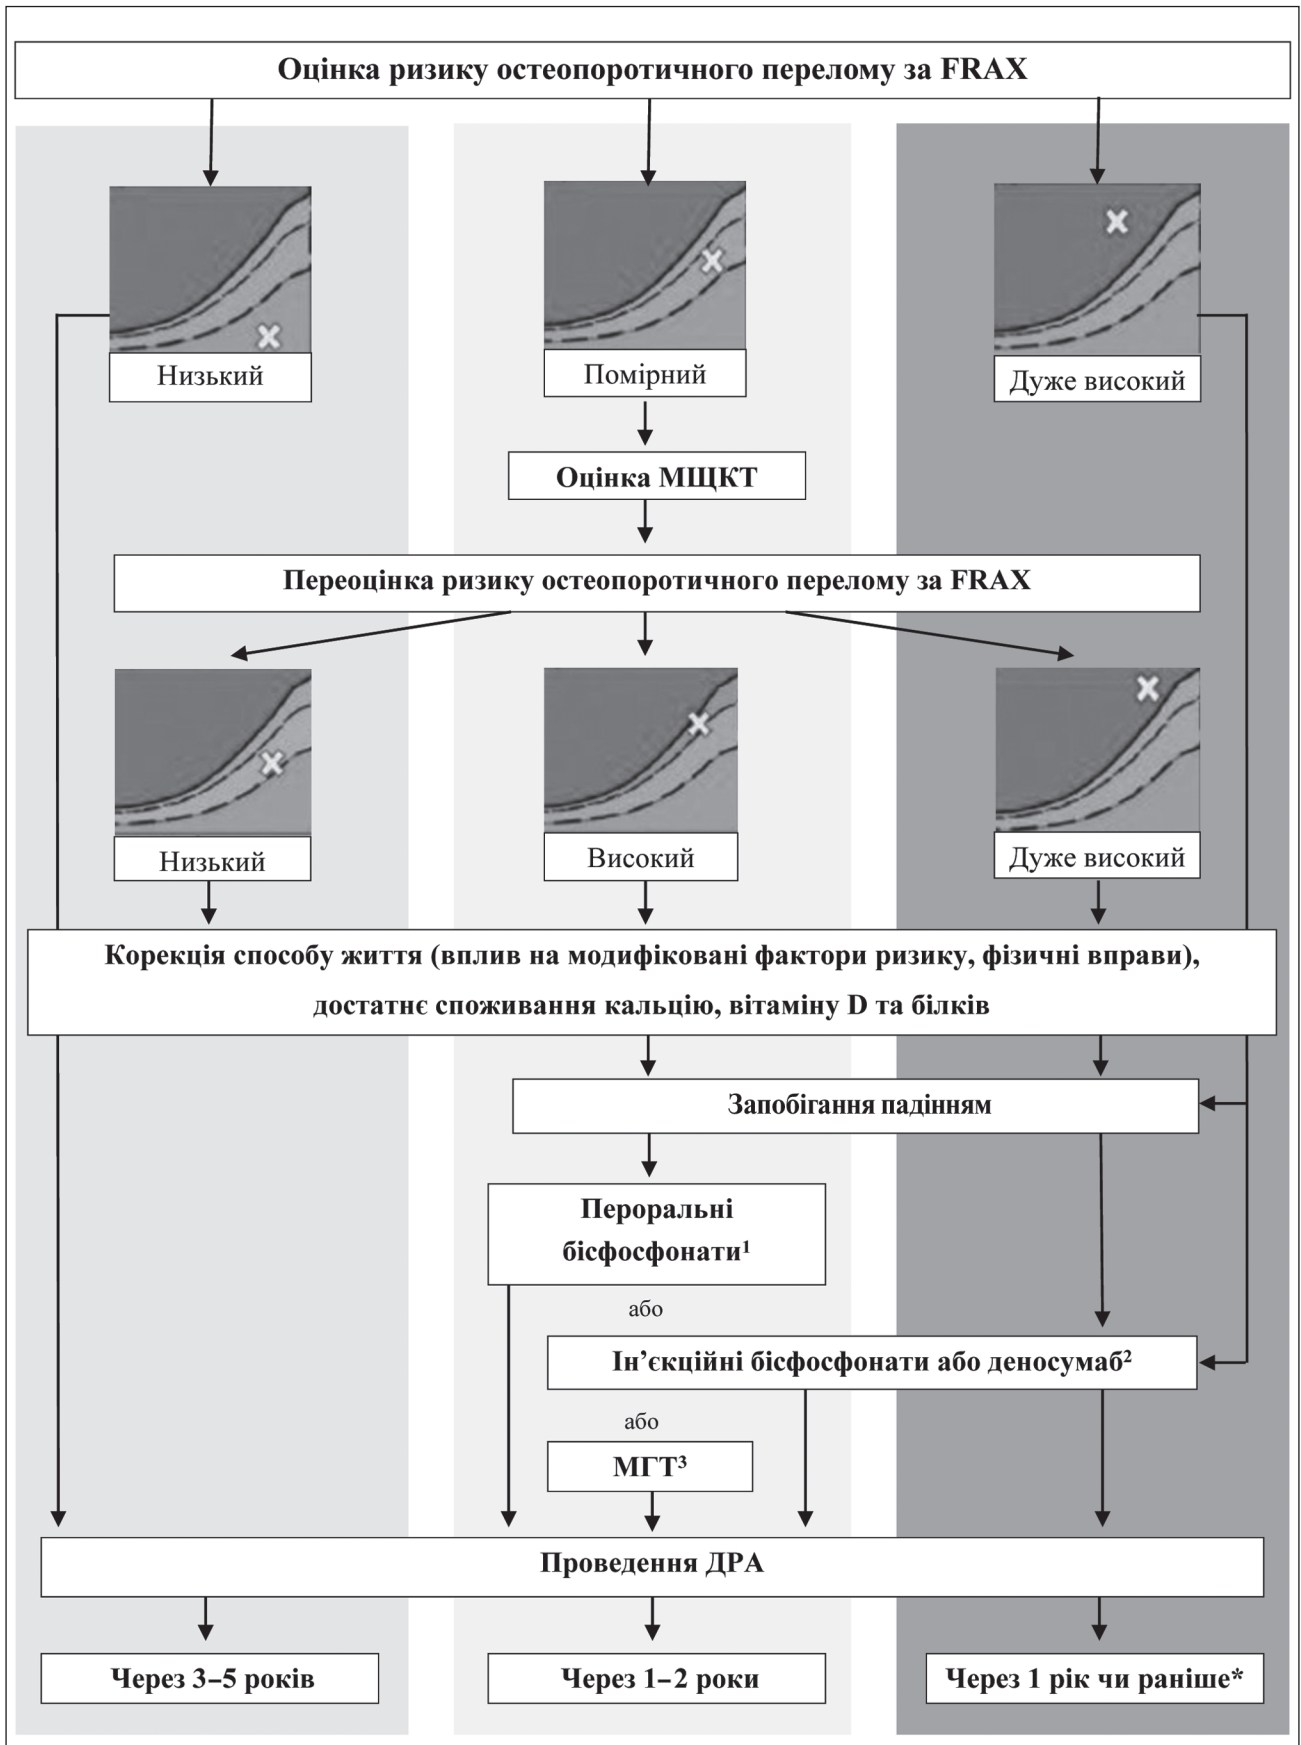 Оцінка ризику остеопоротичного перелому за FRAX
Низький
Помірний
Дуже високий
Оцінка МЩКТ
Переоцінка ризику остеопоротичного перелому за FRAX
Низький
Високий
Дуже високий
Корекція способу життя (вплив на модифіковані фактори ризику, фізичні вправи),
достатнє споживання кальцію, вітаміну D та білків
Запобігання падінням
Пероральні
бісфосфонати¹
або
Ін’єкційні бісфосфонати або деносумаб²
або
МГТ³
Проведення ДРА
Через 3–5 років
Через 1–2 роки
Через 1 рік чи раніше*